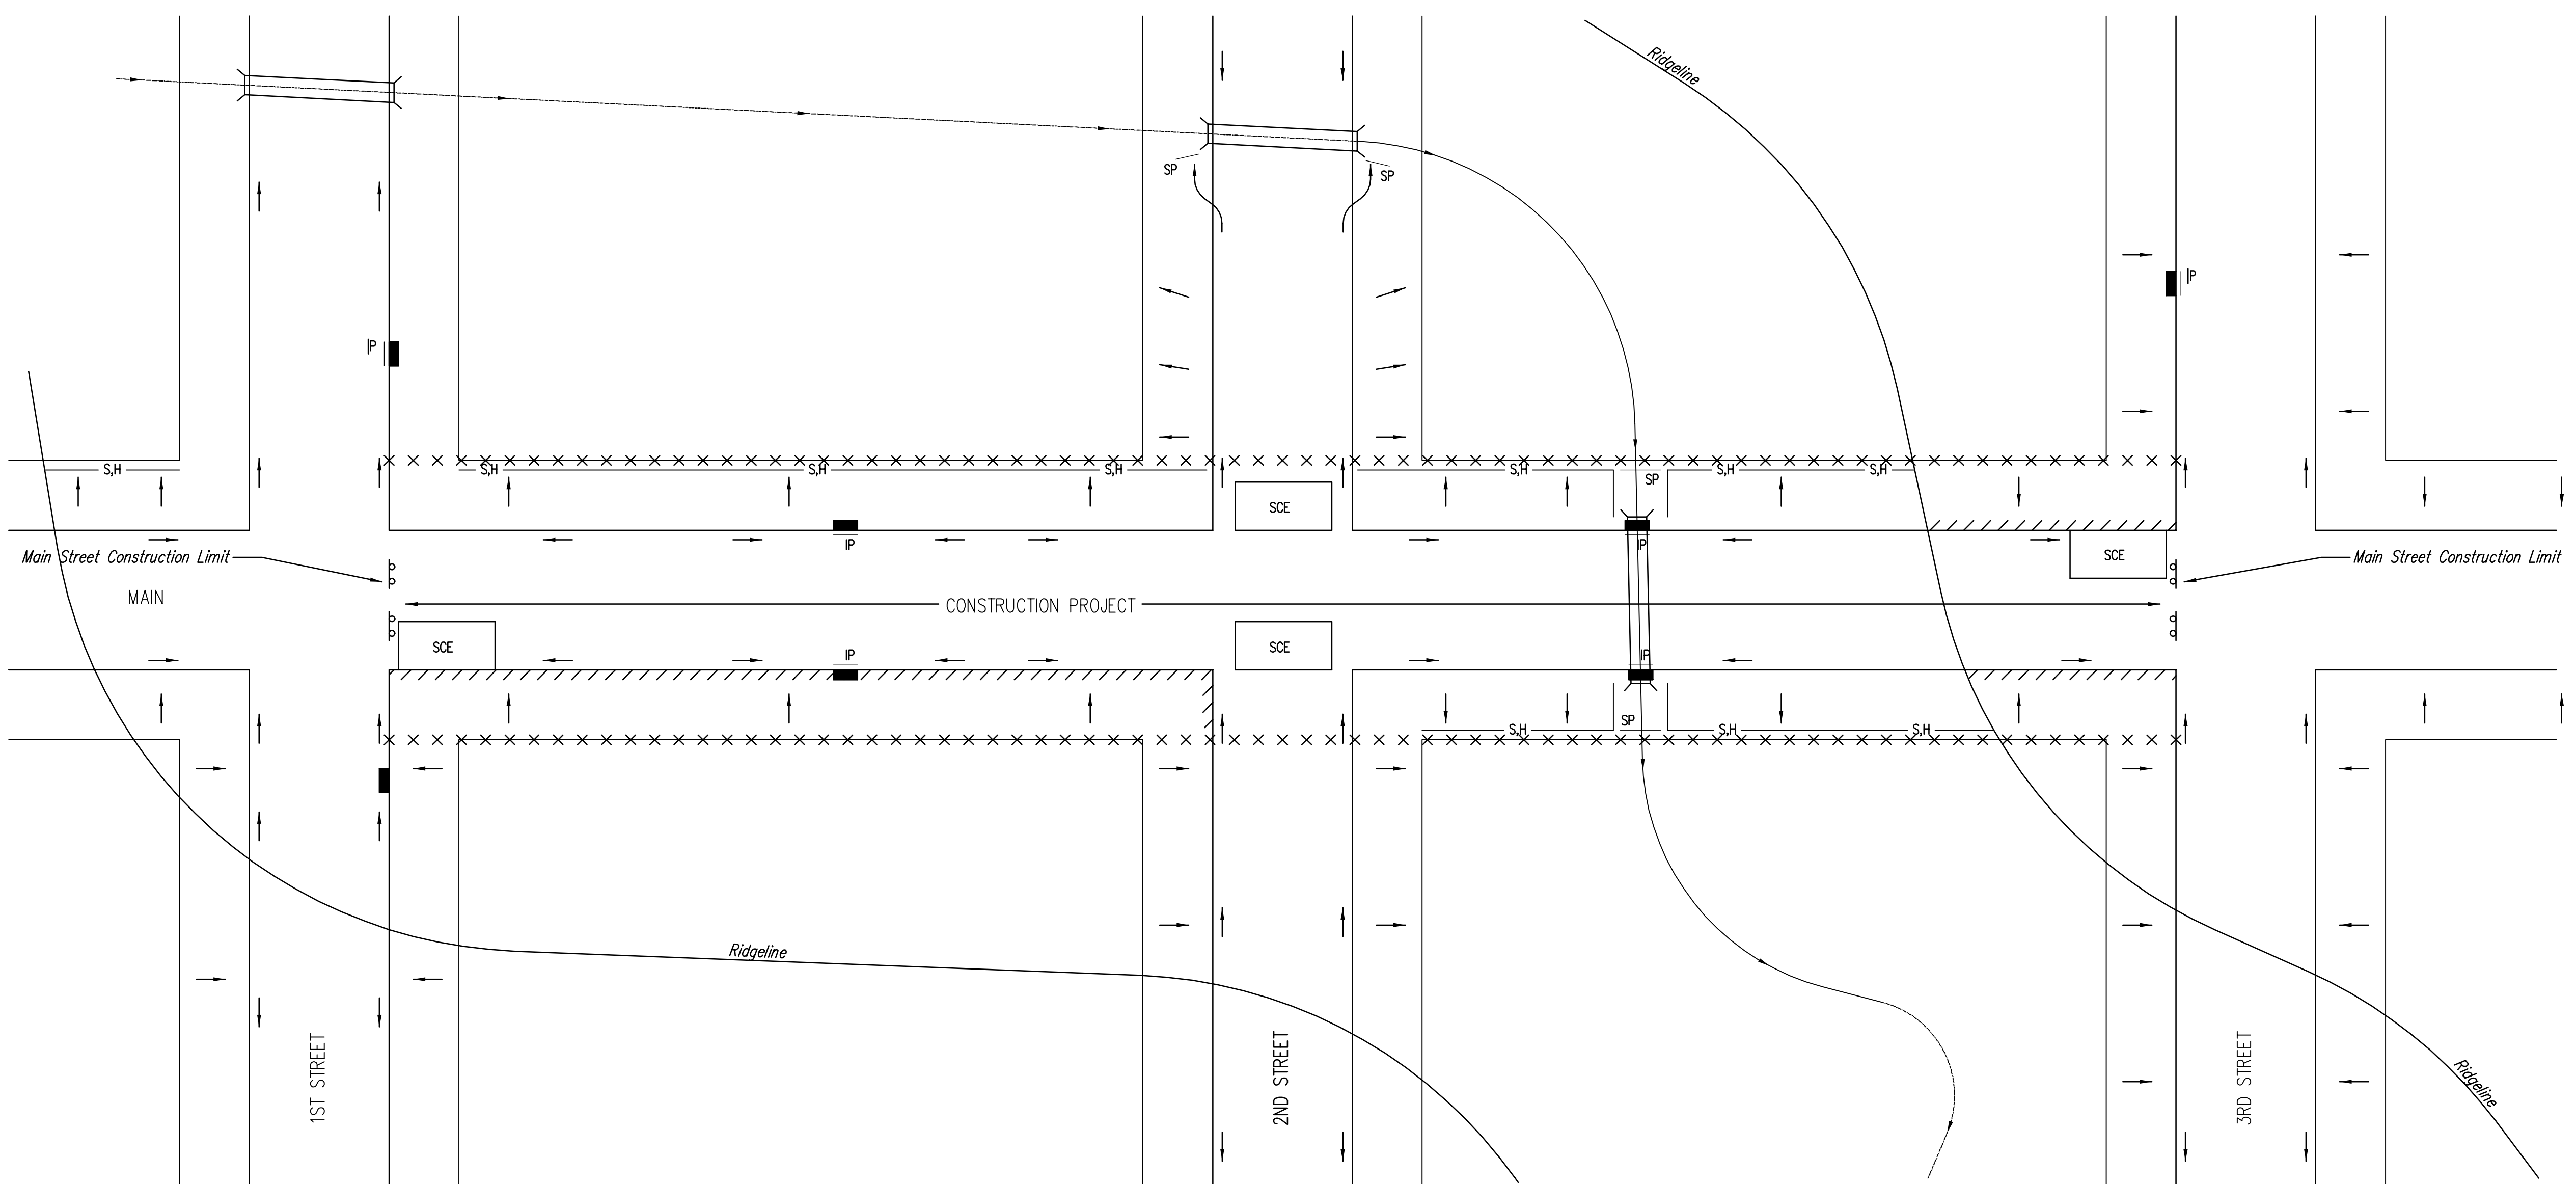 Ridgeline
SP
SP
IP
IP
S,H
S,H
S,H
S,H
S,H
S,H
S,H
SP
SCE
IP
IP
Main Street Construction Limit
SCE
Main Street Construction Limit
MAIN
CONSTRUCTION PROJECT
SCE
SCE
IP
IP
SP
S,H
S,H
S,H
Ridgeline
1ST STREET
2ND STREET
3RD STREET
Ridgeline